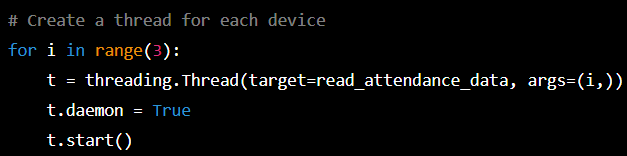 # Create a thread for each device
for i in range(3):
    t = threading.Thread(target=read_attendance_data, args=(i,))
    t.daemon = True
    t.start()